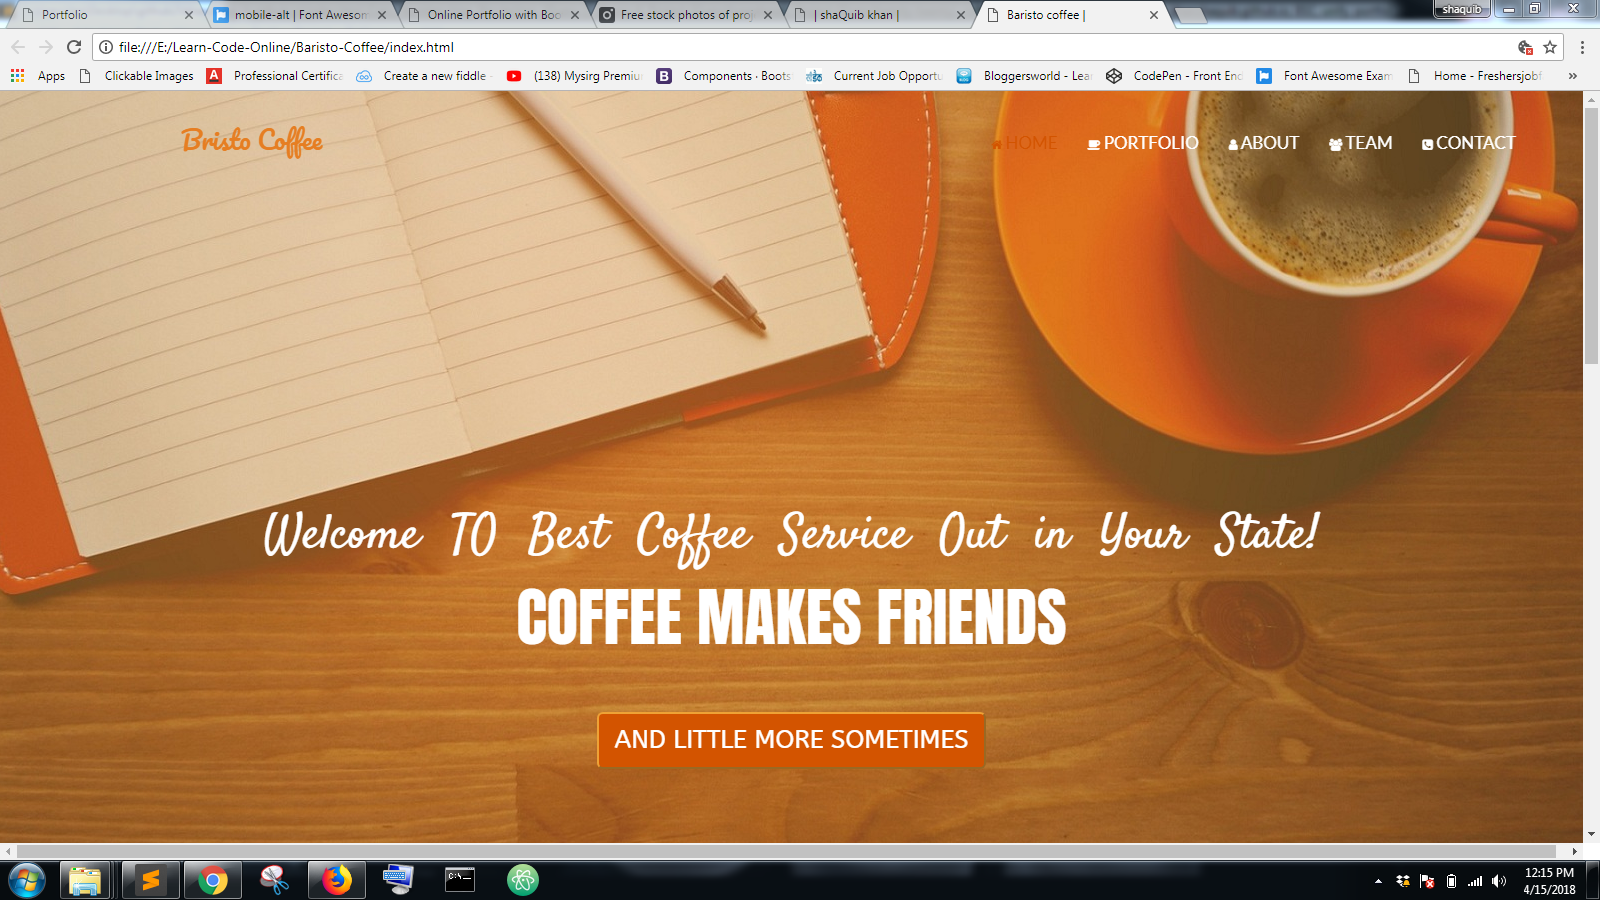 shaquib
Portfolio
mobile-alt | Font Awesom
Online Portfolio with Boo
Free stock photos of proj
| shaQuib khan |
Baristo coffee |
file:///E:/Learn-Code-Online/Baristo-Coffee/index.html
Apps Clickable Images Professional Certifica Create a new fiddle - (138) Mysirg Premiu Components · Boots Current Job Opportu Bloggersworld - Lea CodePen - Front End Font Awesome Exam Home - Freshersjobf »
Bristo Coffee
HOME PORTFOLIO ABOUT TEAM CONTACT
Welcome TO Best Coffee Service Out in Your State!
COFFEE MAKES FRIENDS
AND LITTLE MORE SOMETIMES
12:15 PM
4/15/2018